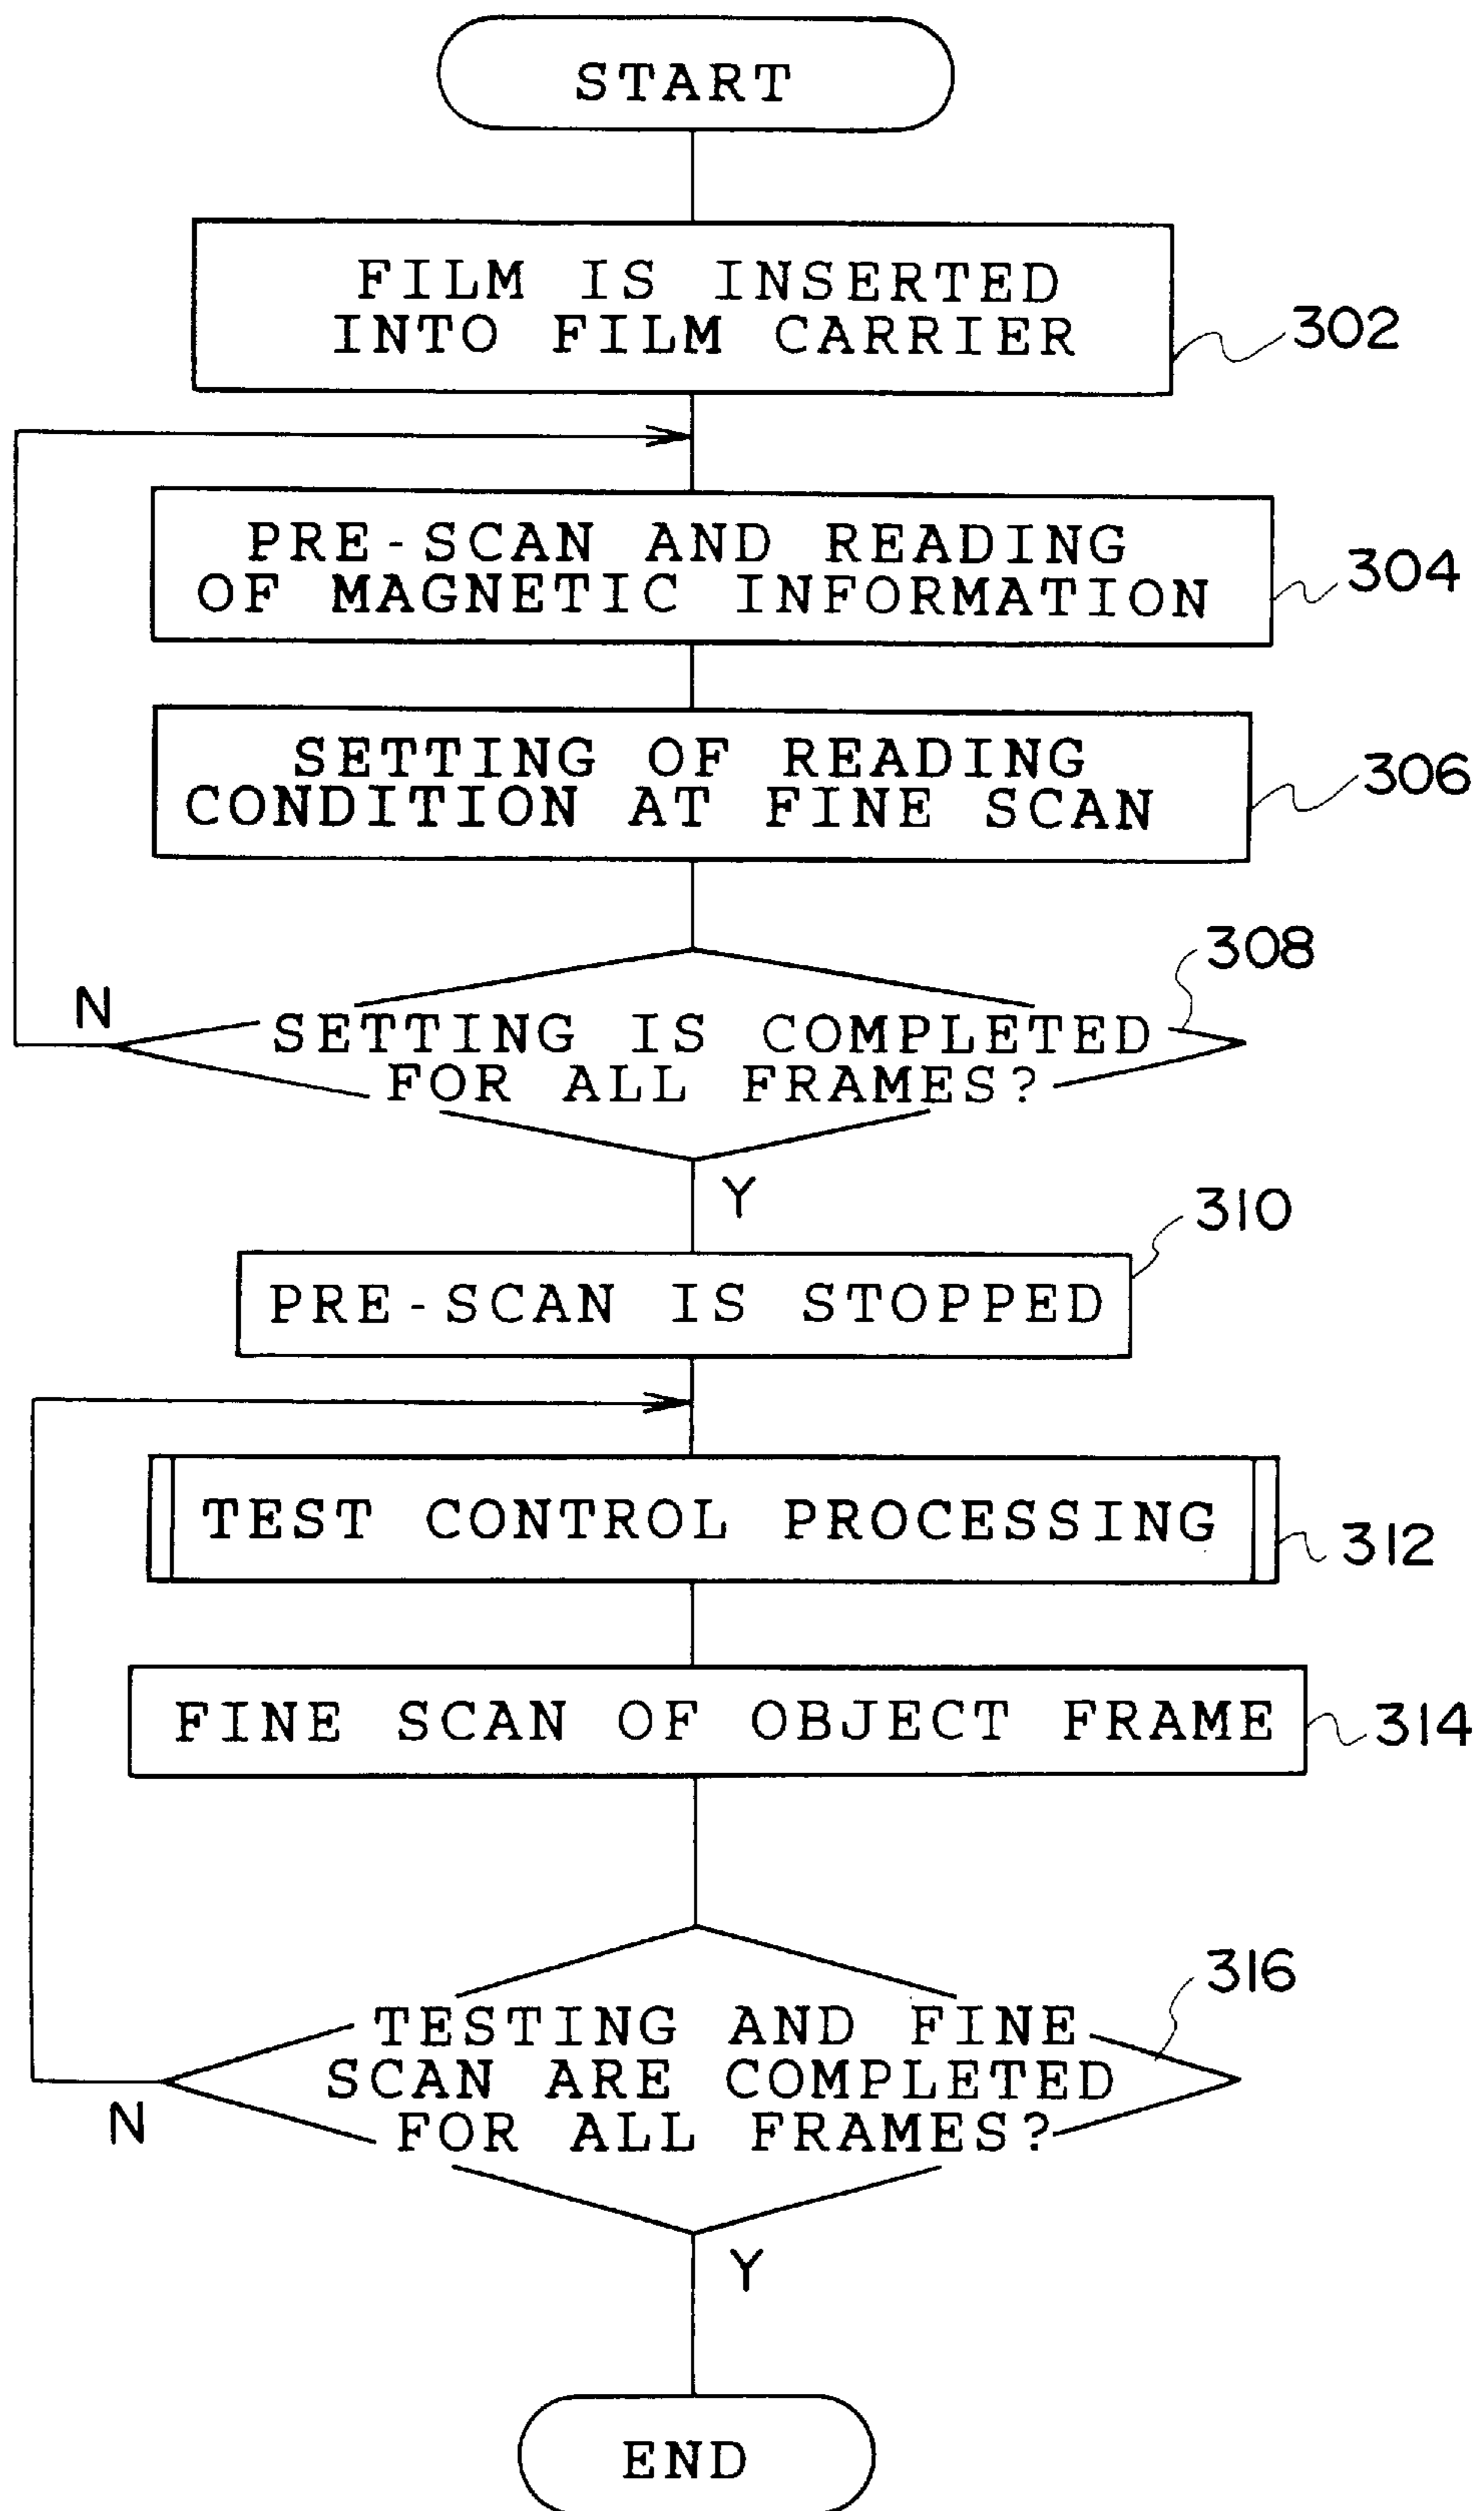 START
FILM IS INSERTED
INTO FILM CARRIER
302
PRE-SCAN AND READING
OF MAGNETIC INFORMATION
304
SETTING OF READING
CONDITION AT FINE SCAN
306
308
N
SETTING IS COMPLETED
FOR ALL FRAMES?
Y
310
PRE-SCAN IS STOPPED
TEST CONTROL PROCESSING
312
FINE SCAN OF OBJECT FRAME
314
316
TESTING AND FINE
SCAN ARE COMPLETED
FOR ALL FRAMES?
N
Y
END